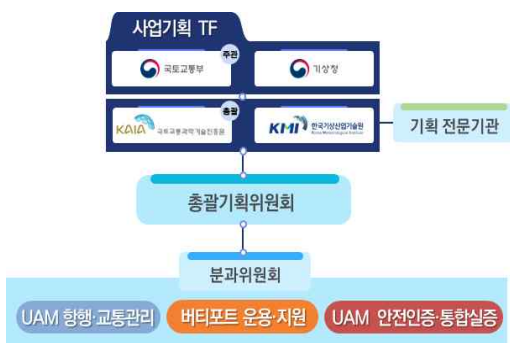 사업기획 TF
주관
국토교통부
기상청
총괄
KAIA 국토교통과학기술진흥원
KMI 한국기상산업기술원
기획 전문기관
총괄기획위원회
분과위원회
UAM 항행·교통관리
버티포트 운용·지원
UAM 안전인증·통합실증